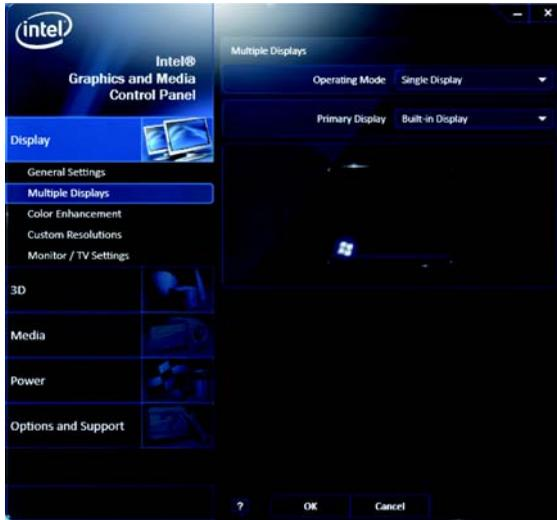 intel
Intel®
Graphics and Media
Control Panel
Display
General Settings
Multiple Displays
Color Enhancement
Custom Resolutions
Monitor / TV Settings
3D
Media
Power
Options and Support
Multiple Displays
Operating Mode Single Display
Primary Display Built-in Display
? OK Cancel